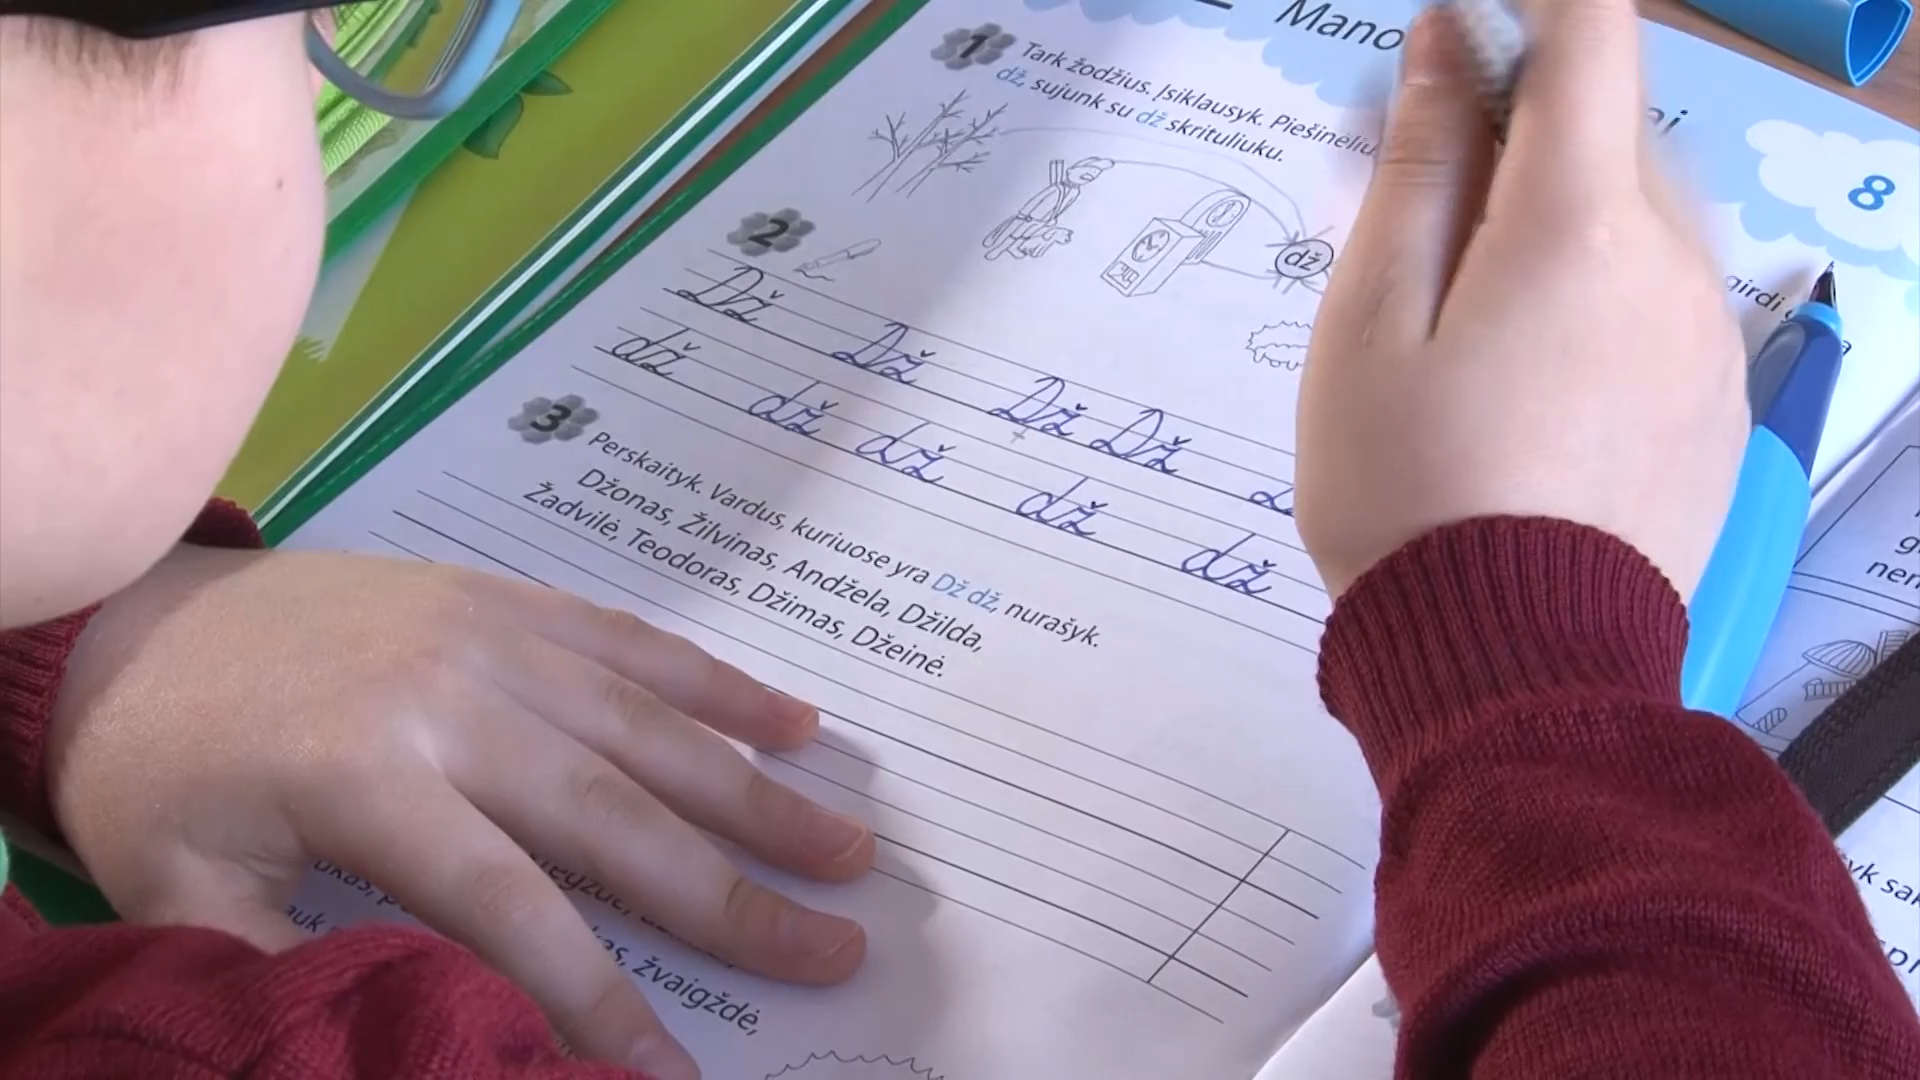 Mano
8
1 Tark žodžius. Įsiklausyk.
dž, sujunk su dž skrituliuku.
dž
girdi
2
Dž Dž Dž Dž
dž dž dž dž dž
3 Perskaityk. Vardus, kuriuose yra Dž dž, nurašyk.
Džonas, Žilvinas, Andžela, Džilda,
Žadvilė, Teodoras, Džimas, Džeinė.
žvaigždė,